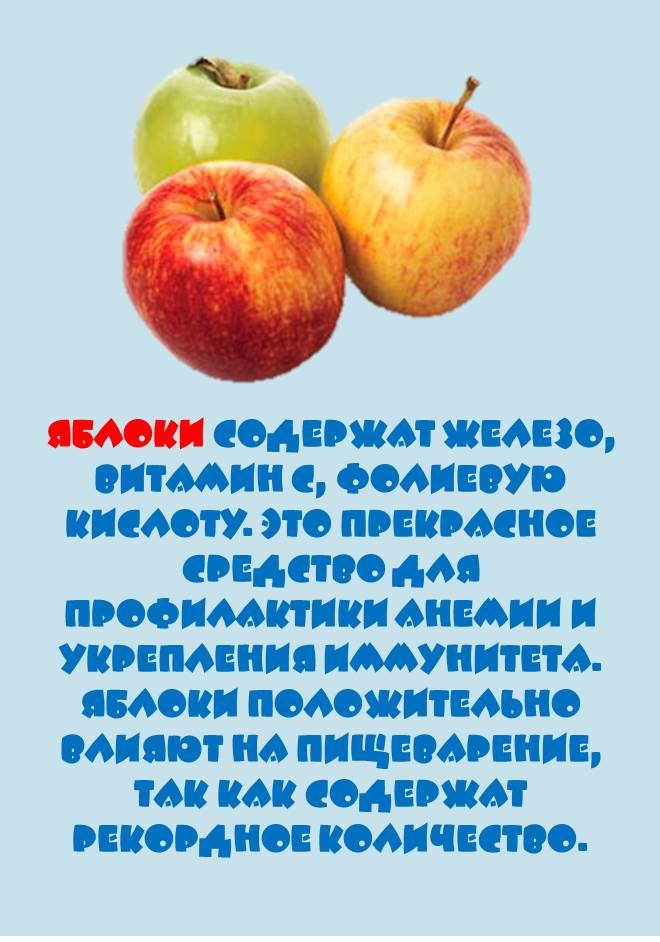 ЯБЛОКИ СОДЕРЖАТ ЖЕЛЕЗО,
ВИТАМИН С, ФОЛИЕВУЮ
КИСЛОТУ. ЭТО ПРЕКРАСНОЕ
СРЕДСТВО ДЛЯ
ПРОФИЛАКТИКИ АНЕМИИ И
УКРЕПЛЕНИЯ ИММУНИТЕТА.
ЯБЛОКИ ПОЛОЖИТЕЛЬНО
ВЛИЯЮТ НА ПИЩЕВАРЕНИЕ,
ТАК КАК СОДЕРЖАТ
РЕКОРДНОЕ КОЛИЧЕСТВО.